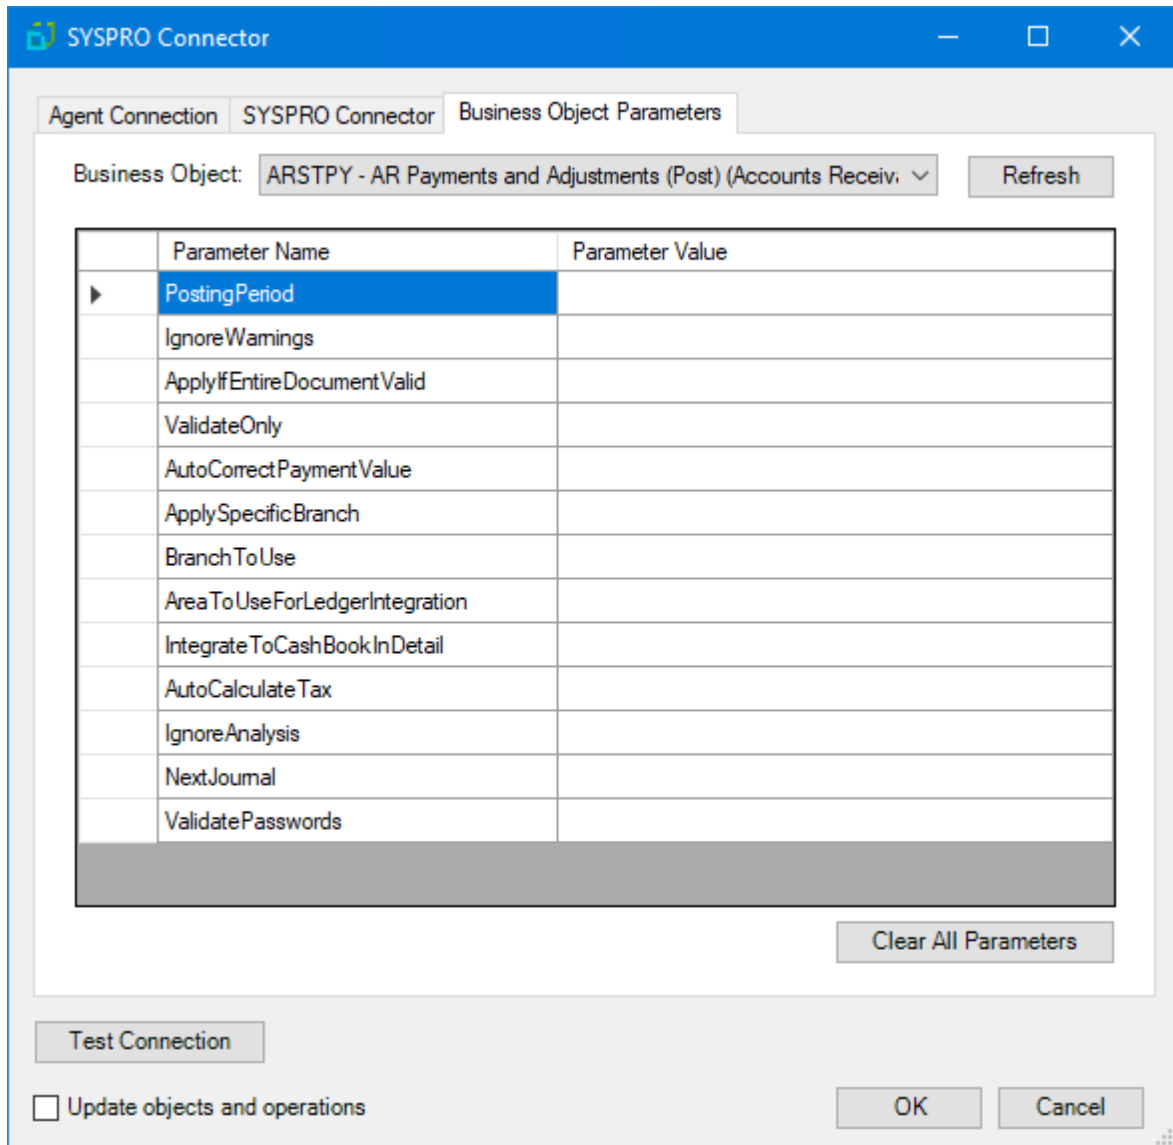 SYSPRO Connector
Agent Connection SYSPRO Connector Business Object Parameters
Business Object: ARSTPY - AR Payments and Adjustments (Post) (Accounts Receiv Refresh
Parameter Name Parameter Value
PostingPeriod
IgnoreWarnings
ApplyIfEntireDocumentValid
ValidateOnly
AutoCorrectPaymentValue
ApplySpecificBranch
BranchToUse
AreaToUseForLedgerIntegration
IntegrateToCashBookInDetail
AutoCalculateTax
IgnoreAnalysis
NextJournal
ValidatePasswords
Clear All Parameters
Test Connection
Update objects and operations OK Cancel